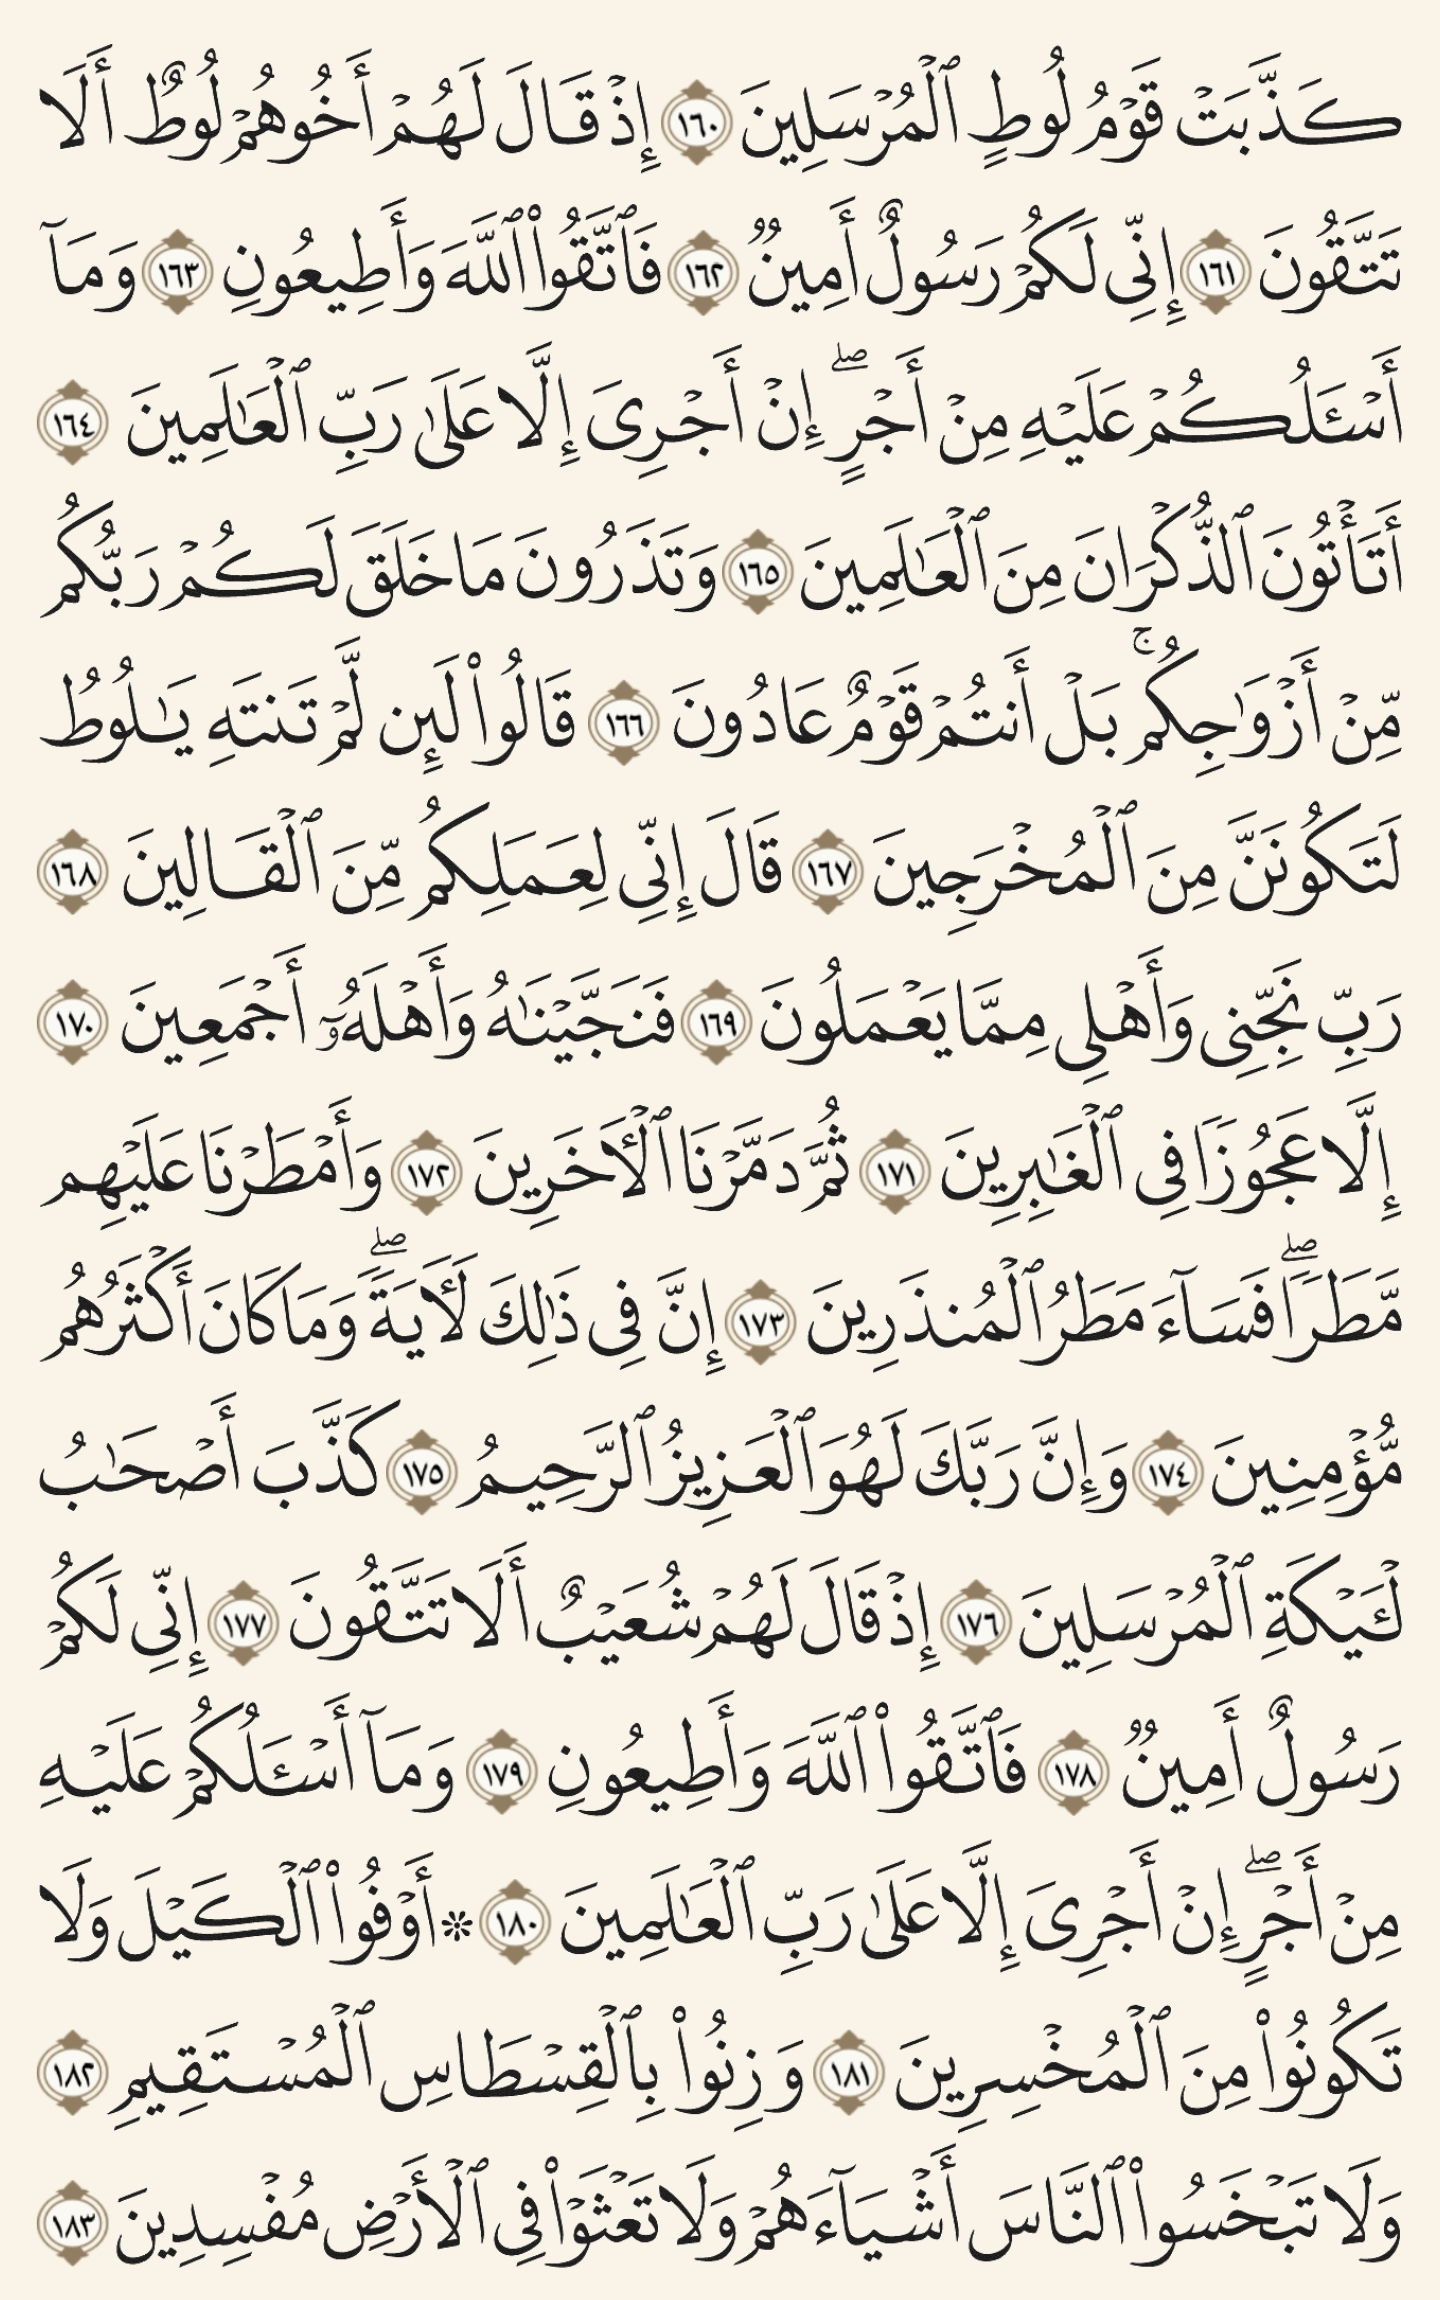 كَذَّبَتْ قَوْمُ لُوطٍ ٱلْمُرْسَلِينَ ١٦٠ إِذْ قَالَ لَهُمْ أَخُوهُمْ لُوطٌ أَلَا
تَتَّقُونَ ١٦١ إِنِّى لَكُمْ رَسُولٌ أَمِينٌ ١٦٢ فَٱتَّقُوا۟ ٱللَّهَ وَأَطِيعُونِ ١٦٣ وَمَآ
أَسْـَٔلُكُمْ عَلَيْهِ مِنْ أَجْرٍ ۖ إِنْ أَجْرِىَ إِلَّا عَلَىٰ رَبِّ ٱلْعَـٰلَمِينَ ١٦٤
أَتَأْتُونَ ٱلذُّكْرَانَ مِنَ ٱلْعَـٰلَمِينَ ١٦٥ وَتَذَرُونَ مَا خَلَقَ لَكُمْ رَبُّكُم
مِّنْ أَزْوَٰجِكُم ۚ بَلْ أَنتُمْ قَوْمٌ عَادُونَ ١٦٦ قَالُوا۟ لَئِن لَّمْ تَنتَهِ يَـٰلُوطُ
لَتَكُونَنَّ مِنَ ٱلْمُخْرَجِينَ ١٦٧ قَالَ إِنِّى لِعَمَلِكُم مِّنَ ٱلْقَالِينَ ١٦٨
رَبِّ نَجِّنِى وَأَهْلِى مِمَّا يَعْمَلُونَ ١٦٩ فَنَجَّيْنَـٰهُ وَأَهْلَهُۥٓ أَجْمَعِينَ ١٧٠
إِلَّا عَجُوزًا فِى ٱلْغَـٰبِرِينَ ١٧١ ثُمَّ دَمَّرْنَا ٱلْـَٔاخَرِينَ ١٧٢ وَأَمْطَرْنَا عَلَيْهِم
مَّطَرًا ۖ فَسَآءَ مَطَرُ ٱلْمُنذَرِينَ ١٧٣ إِنَّ فِى ذَٰلِكَ لَـَٔايَةً ۖ وَمَا كَانَ أَكْثَرُهُم
مُّؤْمِنِينَ ١٧٤ وَإِنَّ رَبَّكَ لَهُوَ ٱلْعَزِيزُ ٱلرَّحِيمُ ١٧٥ كَذَّبَ أَصْحَـٰبُ
لْـَٔيْكَةِ ٱلْمُرْسَلِينَ ١٧٦ إِذْ قَالَ لَهُمْ شُعَيْبٌ أَلَا تَتَّقُونَ ١٧٧ إِنِّى لَكُمْ
رَسُولٌ أَمِينٌ ١٧٨ فَٱتَّقُوا۟ ٱللَّهَ وَأَطِيعُونِ ١٧٩ وَمَآ أَسْـَٔلُكُمْ عَلَيْهِ
مِنْ أَجْرٍ ۖ إِنْ أَجْرِىَ إِلَّا عَلَىٰ رَبِّ ٱلْعَـٰلَمِينَ ١٨٠ ۞ أَوْفُوا۟ ٱلْكَيْلَ وَلَا
تَكُونُوا۟ مِنَ ٱلْمُخْسِرِينَ ١٨١ وَزِنُوا۟ بِٱلْقِسْطَاسِ ٱلْمُسْتَقِيمِ ١٨٢
وَلَا تَبْخَسُوا۟ ٱلنَّاسَ أَشْيَآءَهُمْ وَلَا تَعْثَوْا۟ فِى ٱلْأَرْضِ مُفْسِدِينَ ١٨٣